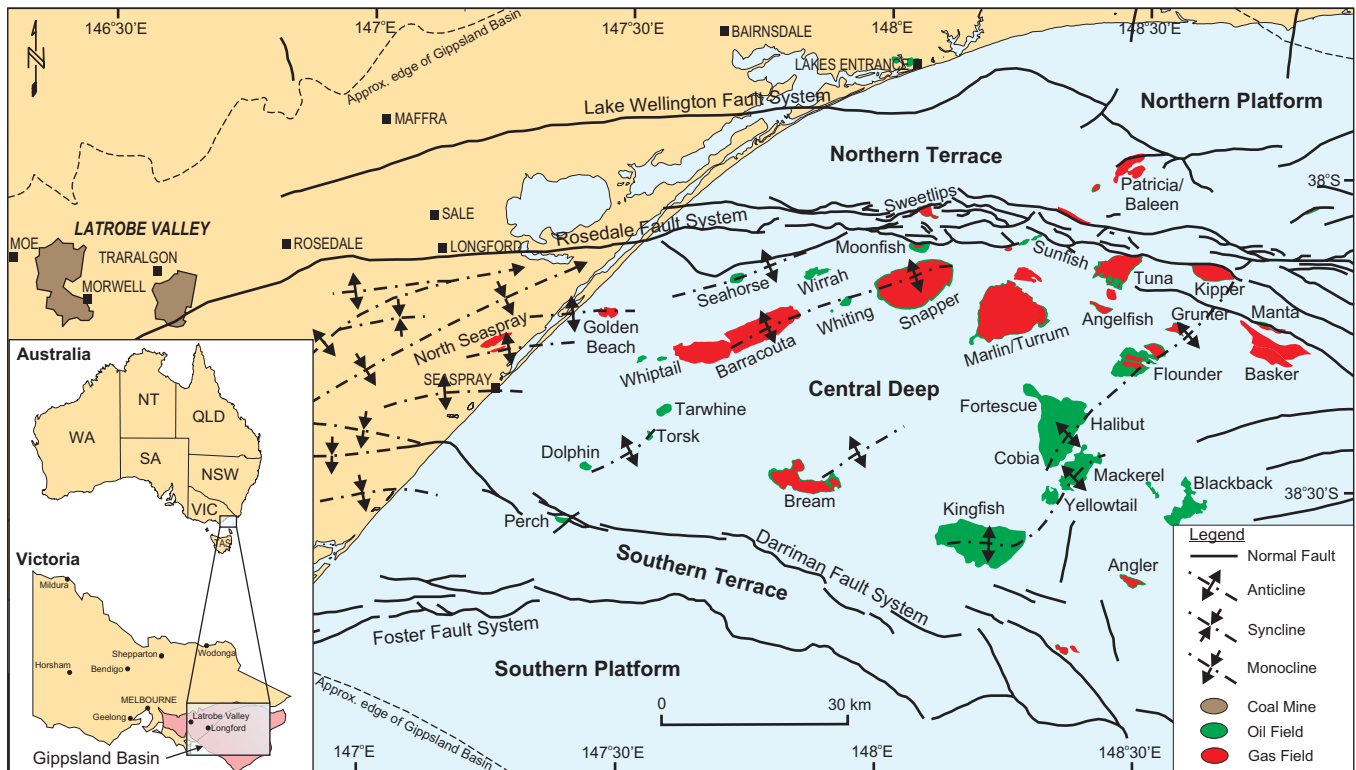 146°30'E
147°E
147°30'E
148°E
148°30'E
N
Approx. edge of Gippsland Basin
BAIRNSDALE
LAKES ENTRANCE
Lake Wellington Fault System
MAFFRA
Northern Platform
Northern Terrace
38°S
Patricia/
Baleen
Sweetlips
SALE
Rosedale Fault System
LATROBE VALLEY
MOE
TRARALGON
ROSEDALE
LONGFORD
MORWELL
Moonfish
Sunfish
Seahorse
Wirrah
Tuna
Kipper
Whiting
Snapper
Angelfish
Grunter
Manta
North Seaspray
Golden
Beach
Marlin/Turrum
Whiptail
Barracouta
Flounder
Basker
SEASPRAY
Central Deep
Fortescue
Halibut
Tarwhine
Torsk
Dolphin
Cobia
Mackerel
Blackback
38°30'S
Bream
Yellowtail
Perch
Kingfish
Angler
Southern Terrace
Darriman Fault System
Foster Fault System
Southern Platform
Approx. edge of Gippsland Basin
0
30 km
147°E
147°30'E
148°E
148°30'E
Australia
NT
QLD
WA
SA
NSW
VIC
TAS
Victoria
Mildura
Wodonga
Shepparton
Horsham
Bendigo
MELBOURNE
Geelong
Latrobe Valley
Longford
Gippsland Basin
Legend
Normal Fault
Anticline
Syncline
Monocline
Coal Mine
Oil Field
Gas Field